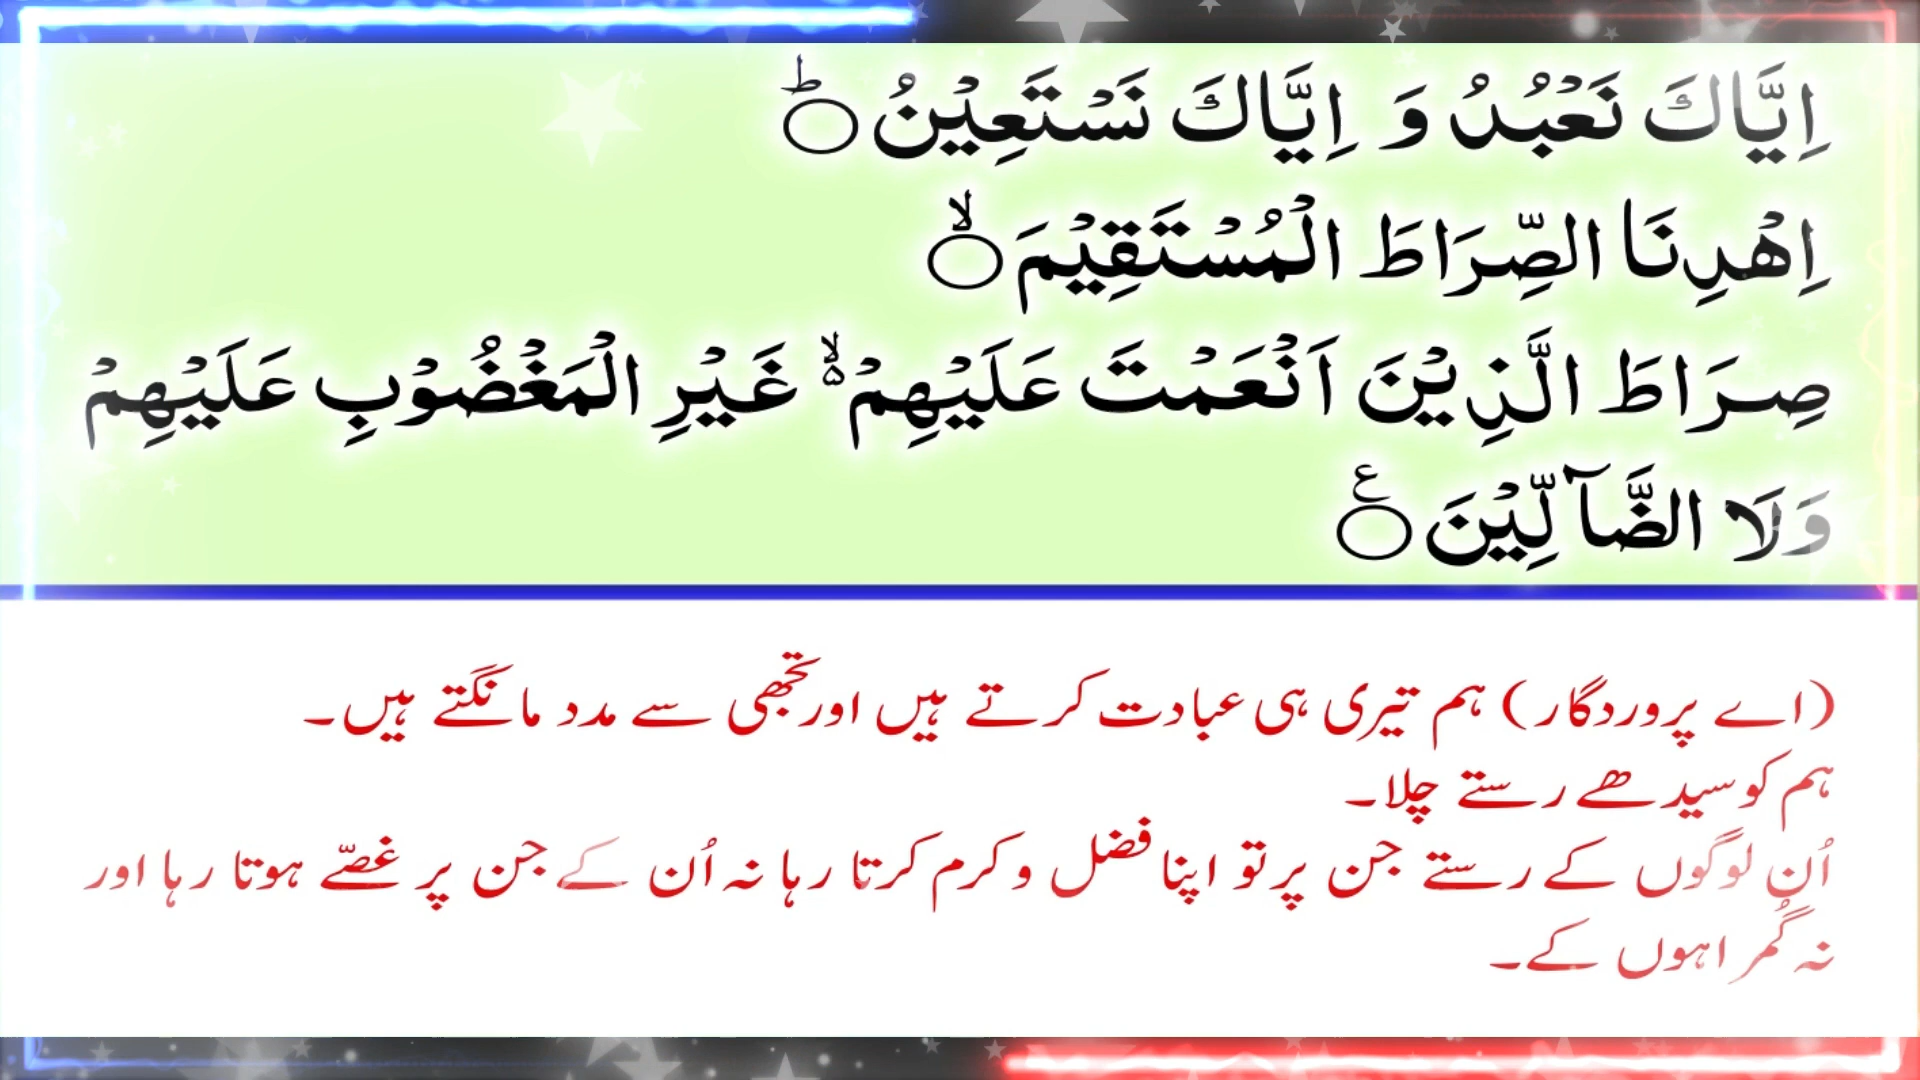 اِیَّاكَ نَعْبُدُ وَ اِیَّاكَ نَسْتَعِیْنُ ○ؕ
اِهْدِنَا الصِّرَاطَ الْمُسْتَقِیْمَ ○ۙ
صِرَاطَ الَّذِیْنَ اَنْعَمْتَ عَلَیْهِمْ ۙ۬ غَیْرِ الْمَغْضُوْبِ عَلَیْهِمْ
وَلَا الضَّآلِّیْنَ ○ع
(اے پروردگار) ہم تیری ہی عبادت کرتے ہیں اور تجھی سے مدد مانگتے ہیں۔
ہم کو سیدھے رستے چلا۔
اُن لوگوں کے رستے جن پر تو اپنا فضل و کرم کرتا رہا نہ اُن کے جن پر غصّے ہوتا رہا اور
نہ گُمراہوں کے۔